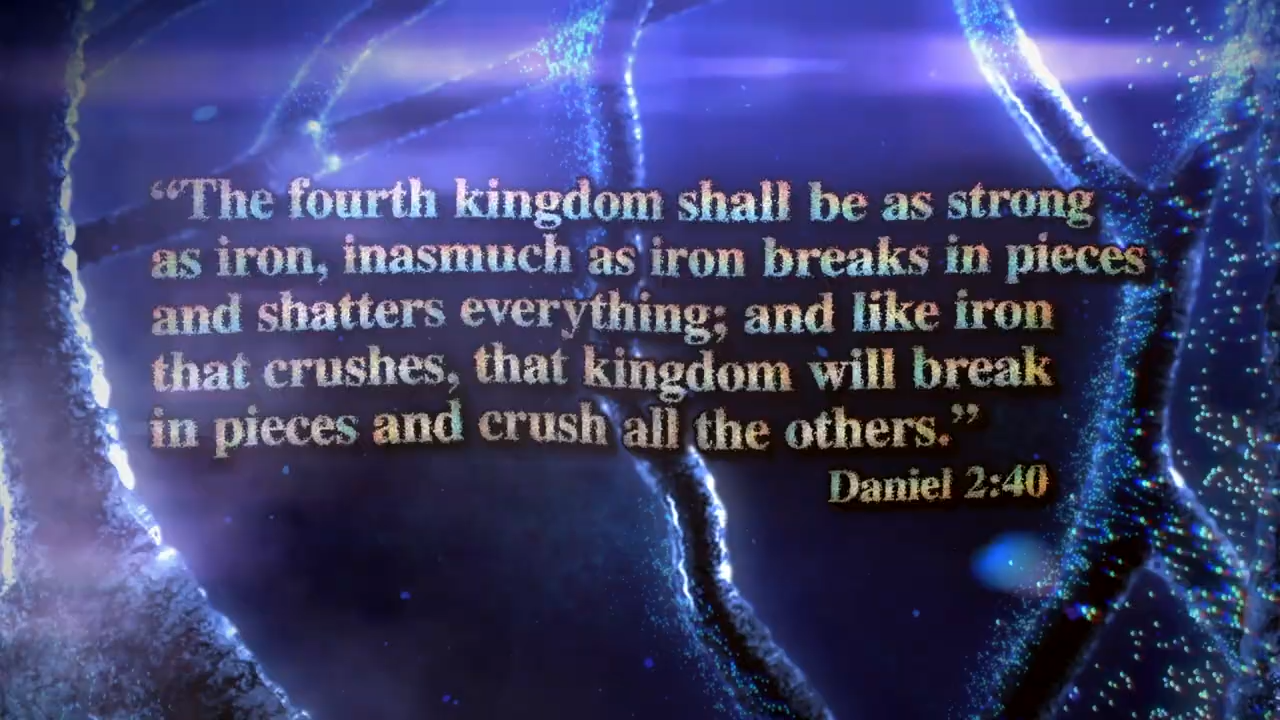 “The fourth kingdom shall be as strong
as iron, inasmuch as iron breaks in pieces
and shatters everything; and like iron
that crushes, that kingdom will break
in pieces and crush all the others.”
Daniel 2:40